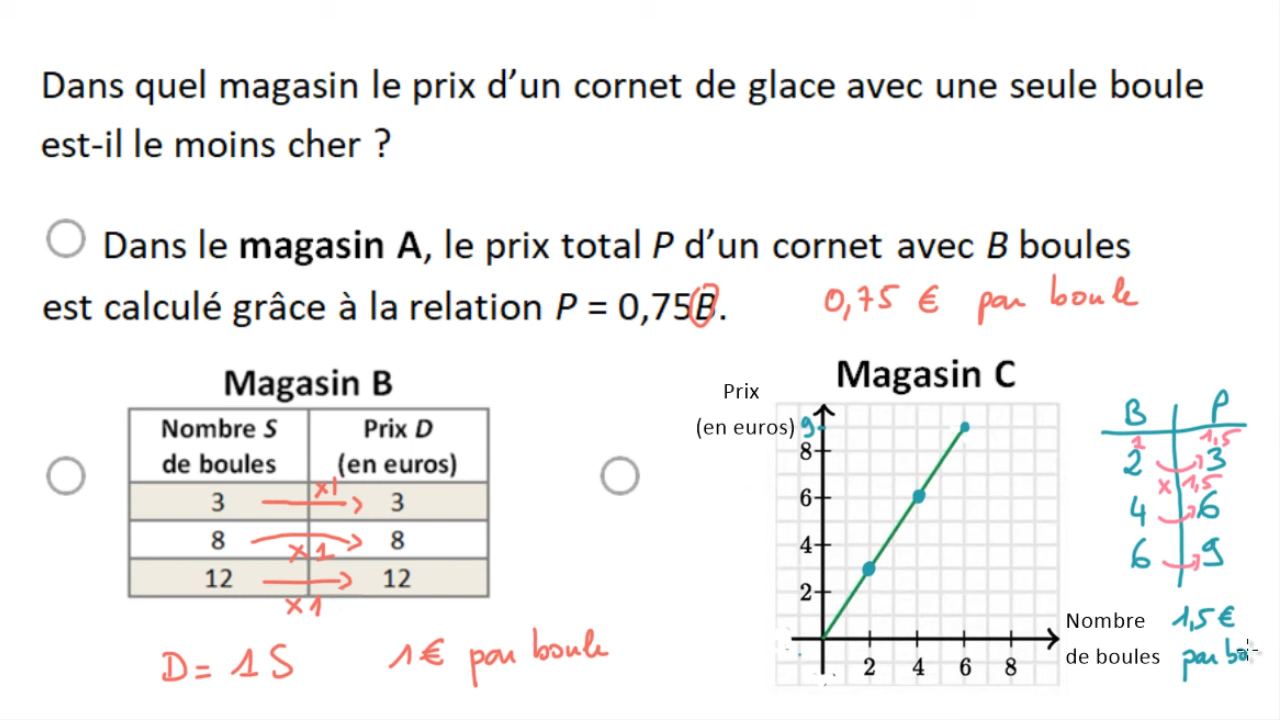 Dans quel magasin le prix d’un cornet de glace avec une seule boule
est-il le moins cher ?
Dans le magasin A, le prix total P d’un cornet avec B boules
est calculé grâce à la relation P = 0,75B.
0,75 € par boule
Magasin B
Nombre S de boules
Prix D (en euros)
3 x1 3
8 x1 8
12 x1 12
D = 1 S
1€ par boule
Magasin C
Prix
(en euros)
9
8
6
4
2
2 4 6 8
Nombre
de boules
B P
1 1,5
2 3
x 1,5
4 6
6 9
1,5 €
par bo